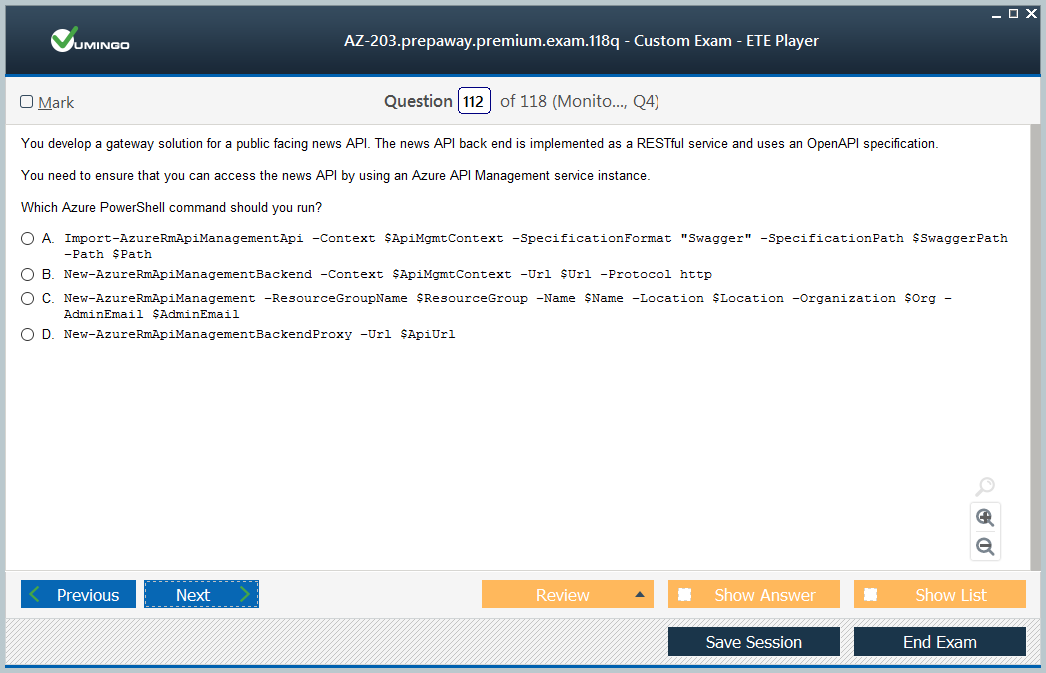 VUMINGO
AZ-203.prepaway.premium.exam.118q - Custom Exam - ETE Player
Mark
Question 112 of 118 (Monito..., Q4)
You develop a gateway solution for a public facing news API. The news API back end is implemented as a RESTful service and uses an OpenAPI specification.
You need to ensure that you can access the news API by using an Azure API Management service instance.
Which Azure PowerShell command should you run?
A. Import-AzureRmApiManagementApi -Context $ApiMgmtContext -SpecificationFormat "Swagger" -SpecificationPath $SwaggerPath
-Path $Path
B. New-AzureRmApiManagementBackend -Context $ApiMgmtContext -Url $Url -Protocol http
C. New-AzureRmApiManagement -ResourceGroupName $ResourceGroup -Name $Name -Location $Location -Organization $Org -
AdminEmail $AdminEmail
D. New-AzureRmApiManagementBackendProxy -Url $ApiUrl
Previous Next Review Show Answer Show List
Save Session End Exam